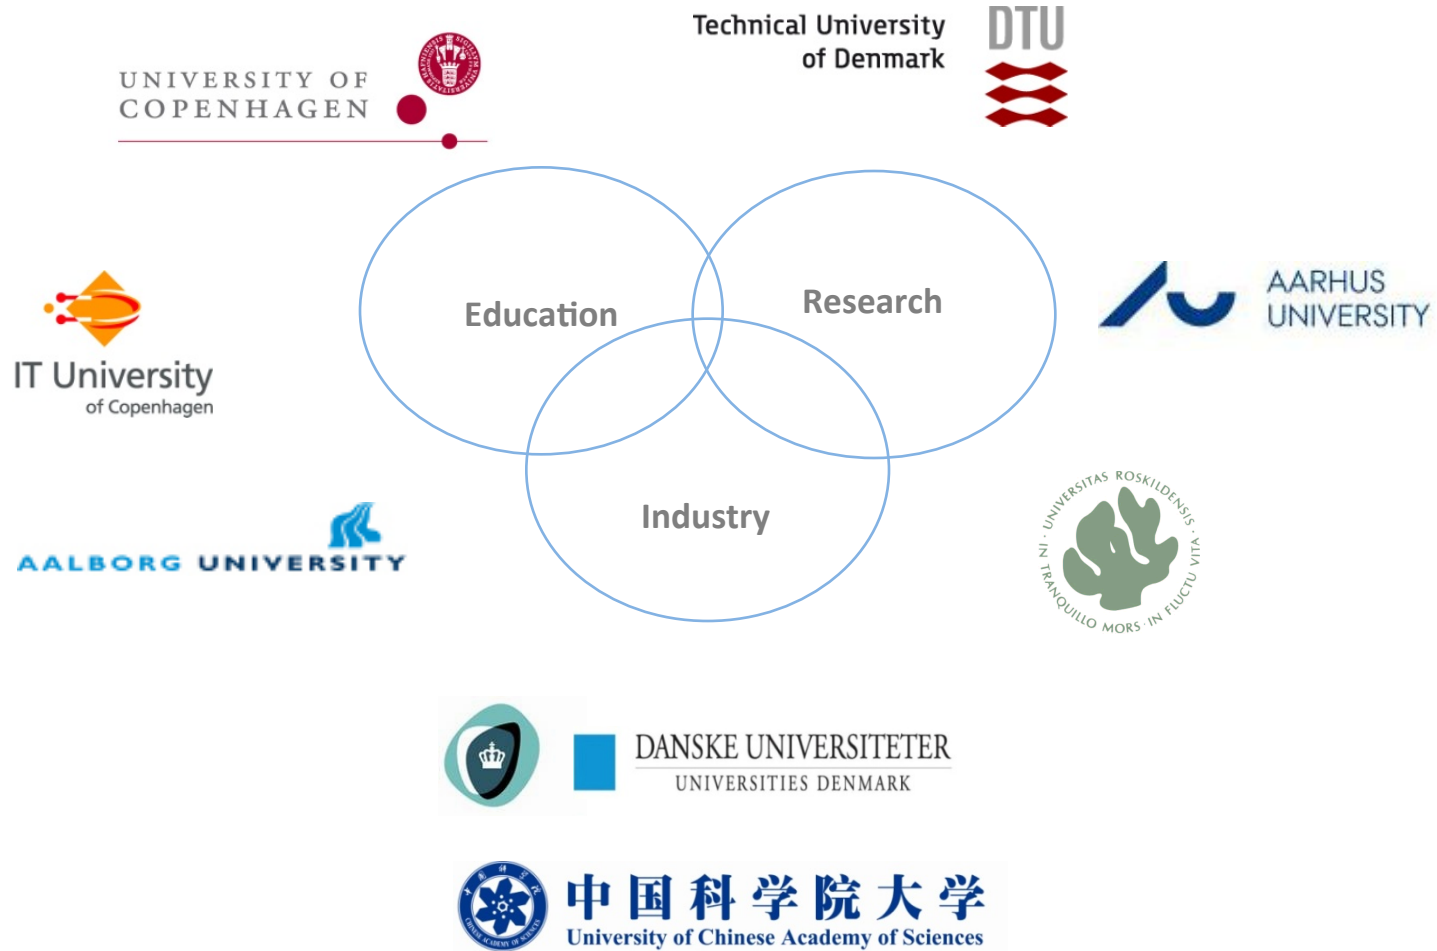 UNIVERSITY OF
COPENHAGEN
Technical University
of Denmark
DTU
Education
Research
Industry
IT University
of Copenhagen
AARHUS
UNIVERSITY
AALBORG UNIVERSITY
· UNIVERSITAS ROSKILDENSIS ·
IN TRANQUILLO MORS · IN FLUCTU VITA
DANSKE UNIVERSITETER
UNIVERSITIES DENMARK
中国科学院大学
University of Chinese Academy of Sciences